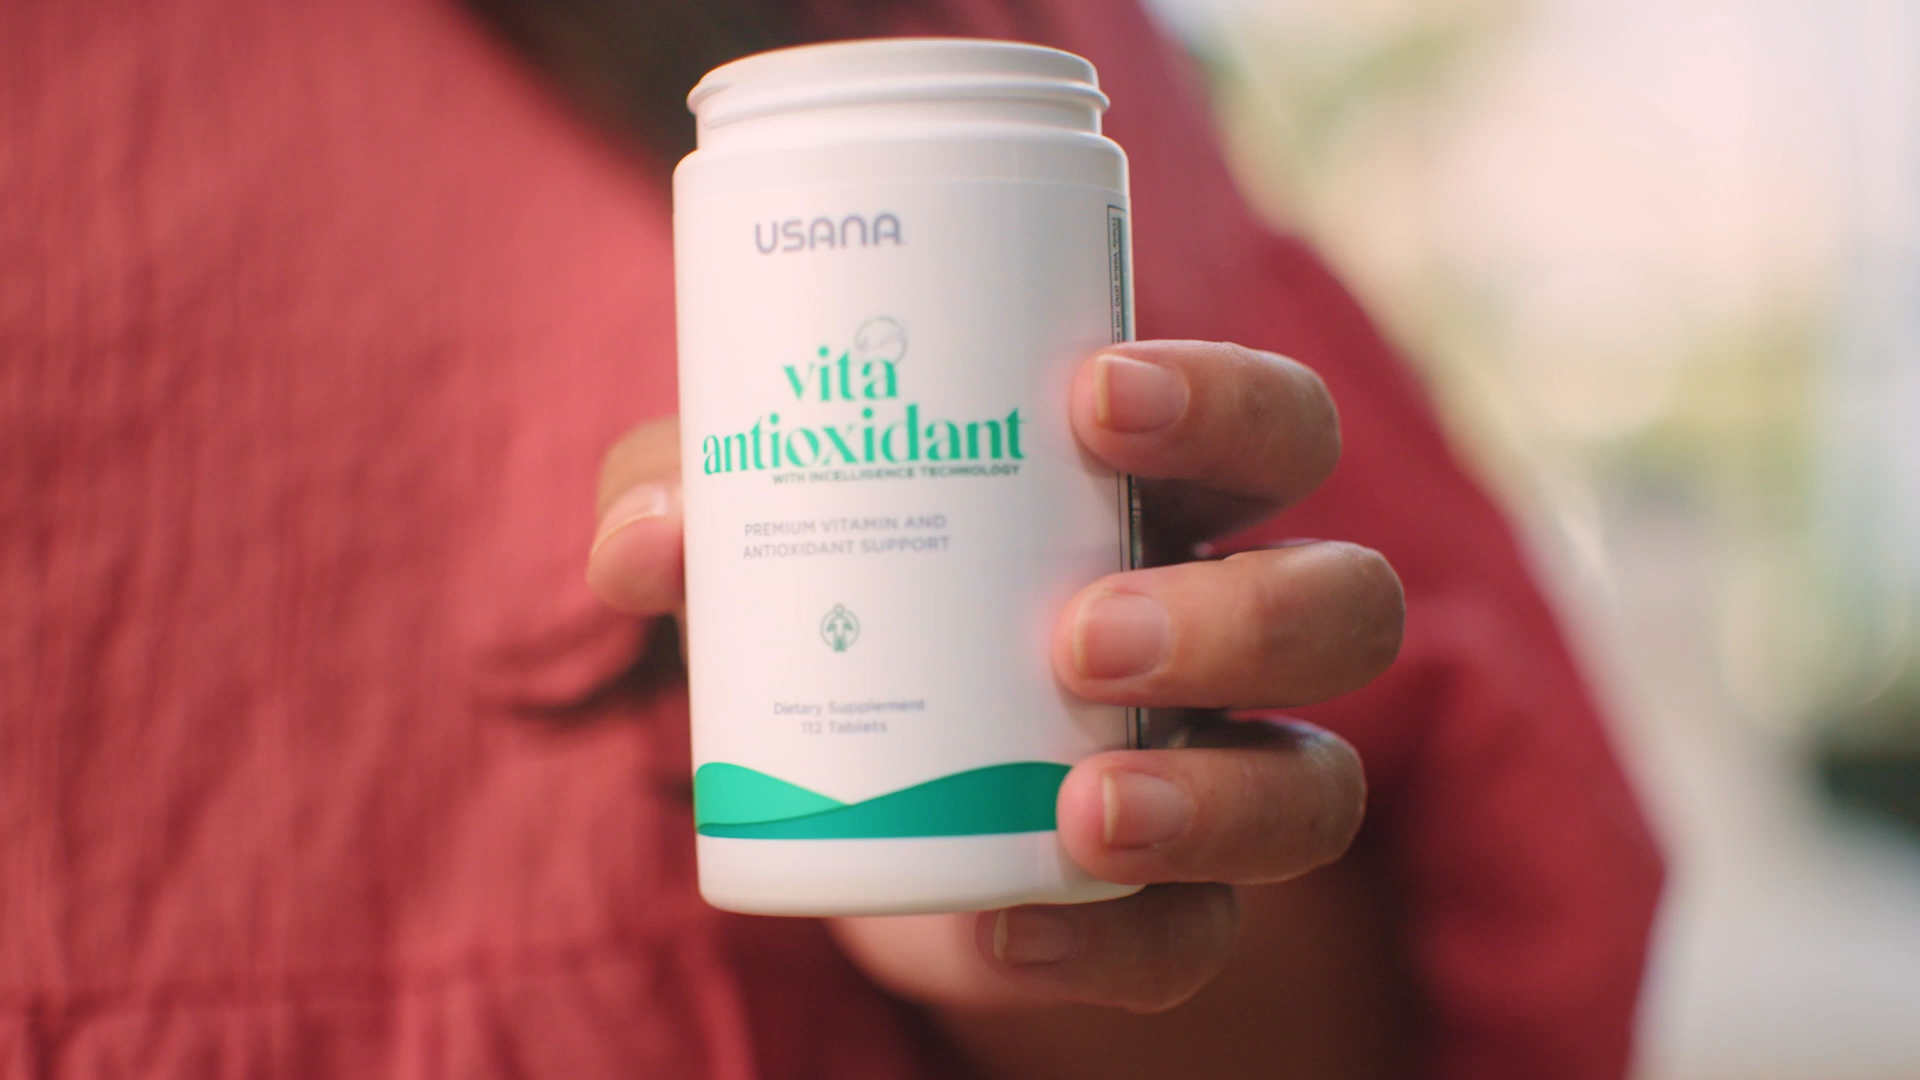 USANA
vita
antioxidant
WITH INCELLIGENCE TECHNOLOGY
PREMIUM VITAMIN AND
ANTIOXIDANT SUPPORT
Dietary Supplement
112 Tablets